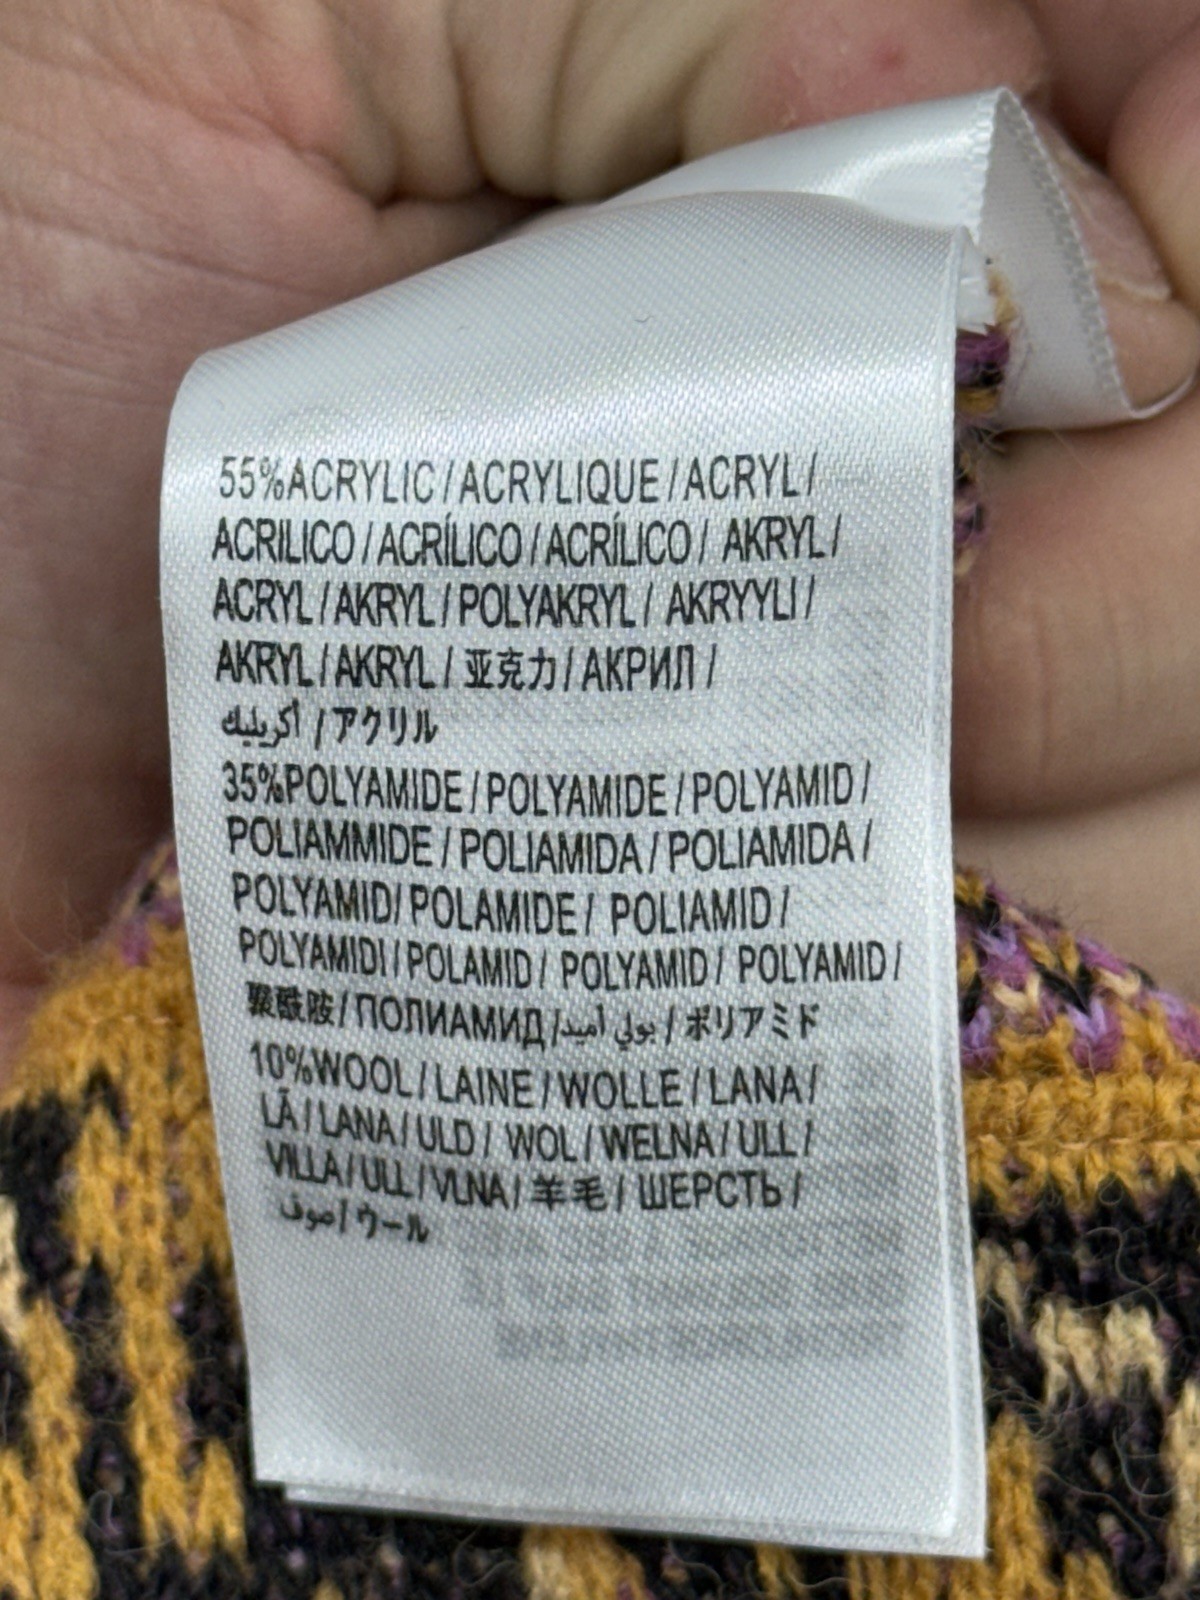 55%ACRYLIC / ACRYLIQUE / ACRYL /
ACRILICO / ACRÍLICO / ACRÍLICO / AKRYL /
ACRYL / AKRYL / POLYAKRYL / AKRYYLI /
AKRYL / AKRYL / 亚克力 / АКРИЛ /
أكريليك / アクリル
35%POLYAMIDE / POLYAMIDE / POLYAMID /
POLIAMMIDE / POLIAMIDA / POLIAMIDA /
POLYAMID / POLAMIDE / POLIAMID /
POLYAMIDI / POLAMID / POLYAMID / POLYAMID /
聚酰胺 / ПОЛИАМИД / بولي أميد / ポリアミド
10%WOOL / LAINE / WOLLE / LANA /
LÃ / LANA / ULD / WOL / WELNA / ULL /
VILLA / ULL / VLNA / 羊毛 / ШЕРСТЬ /
صوف / ウール